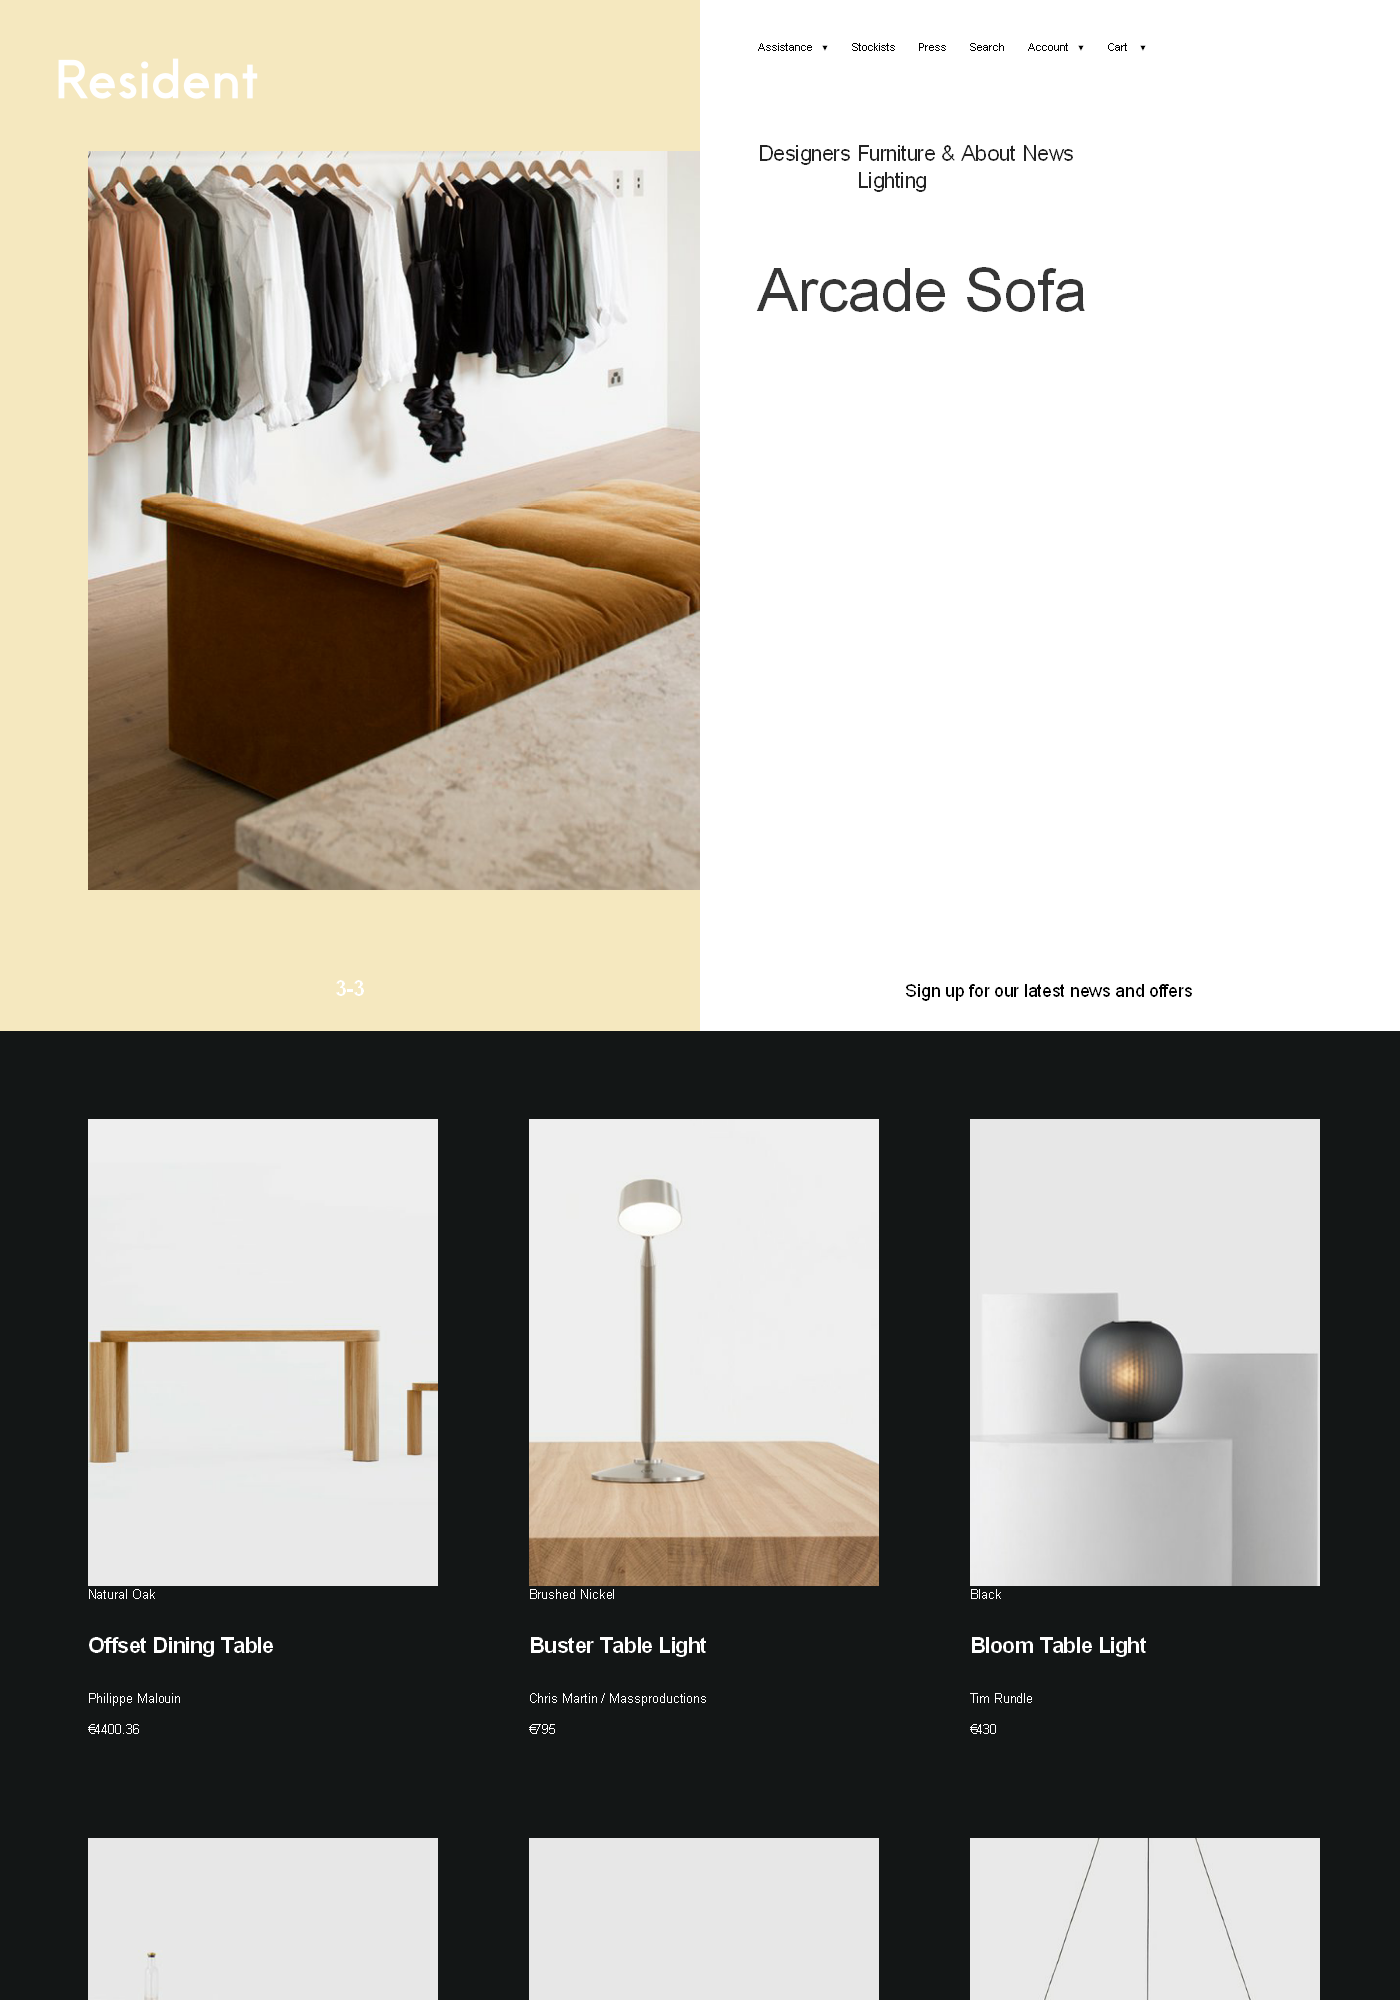 Resident
Assistance ▼ Stockists Press Search Account ▼ Cart ▼
Designers Furniture & About News
Lighting
Arcade Sofa
3-3
Sign up for our latest news and offers
Natural Oak
Offset Dining Table
Philippe Malouin
€4400.36
Brushed Nickel
Buster Table Light
Chris Martin / Massproductions
€795
Black
Bloom Table Light
Tim Rundle
€430